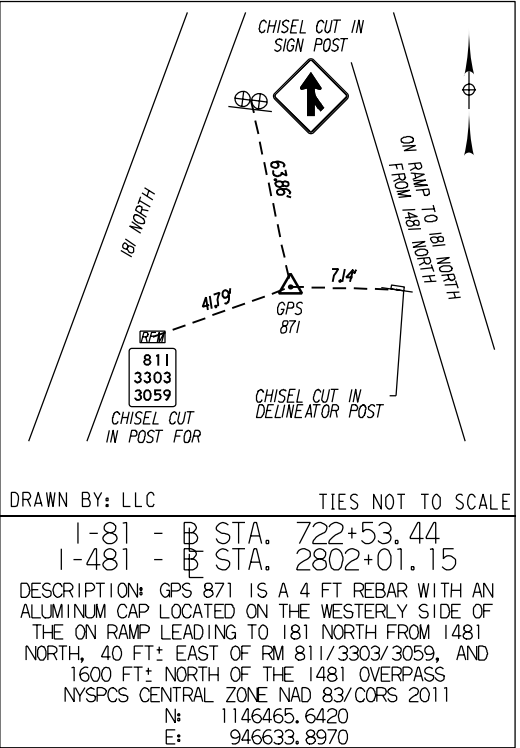 CHISEL CUT IN
SIGN POST
63.86'
181 NORTH
ON RAMP TO 181 NORTH
FROM 1481 NORTH
41.79'
7.14'
GPS
871
RM
811
3303
3059
CHISEL CUT
IN POST FOR
CHISEL CUT IN
DELINEATOR POST
DRAWN BY: LLC
TIES NOT TO SCALE
I-81 - BL STA. 722+53.44
I-481 - BL STA. 2802+01.15
DESCRIPTION: GPS 871 IS A 4 FT REBAR WITH AN
ALUMINUM CAP LOCATED ON THE WESTERLY SIDE OF
THE ON RAMP LEADING TO 181 NORTH FROM 1481
NORTH, 40 FT± EAST OF RM 811/3303/3059, AND
1600 FT± NORTH OF THE 1481 OVERPASS
NYSPCS CENTRAL ZONE NAD 83/CORS 2011
N: 1146465.6420
E: 946633.8970